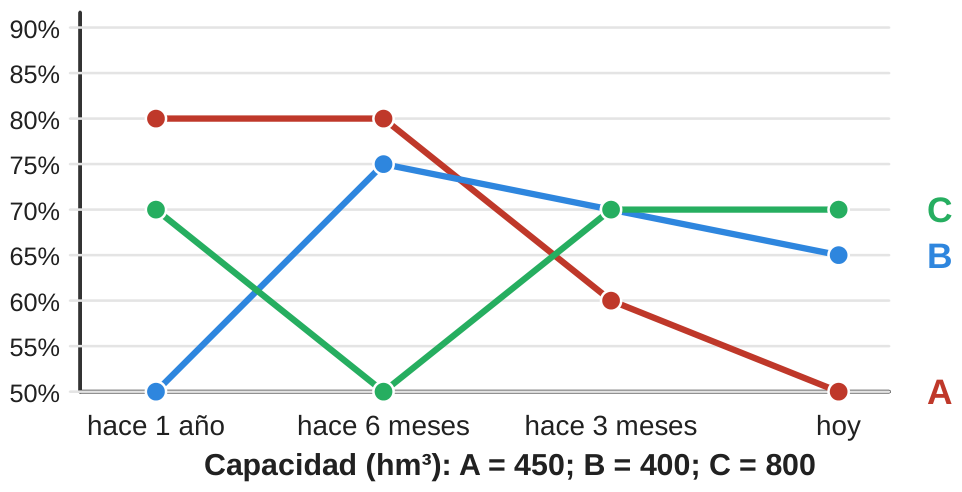 90%
85%
80%
75%
70%
65%
60%
55%
50%
C
B
A
hace 1 año hace 6 meses hace 3 meses hoy
Capacidad (hm³): A = 450; B = 400; C = 800